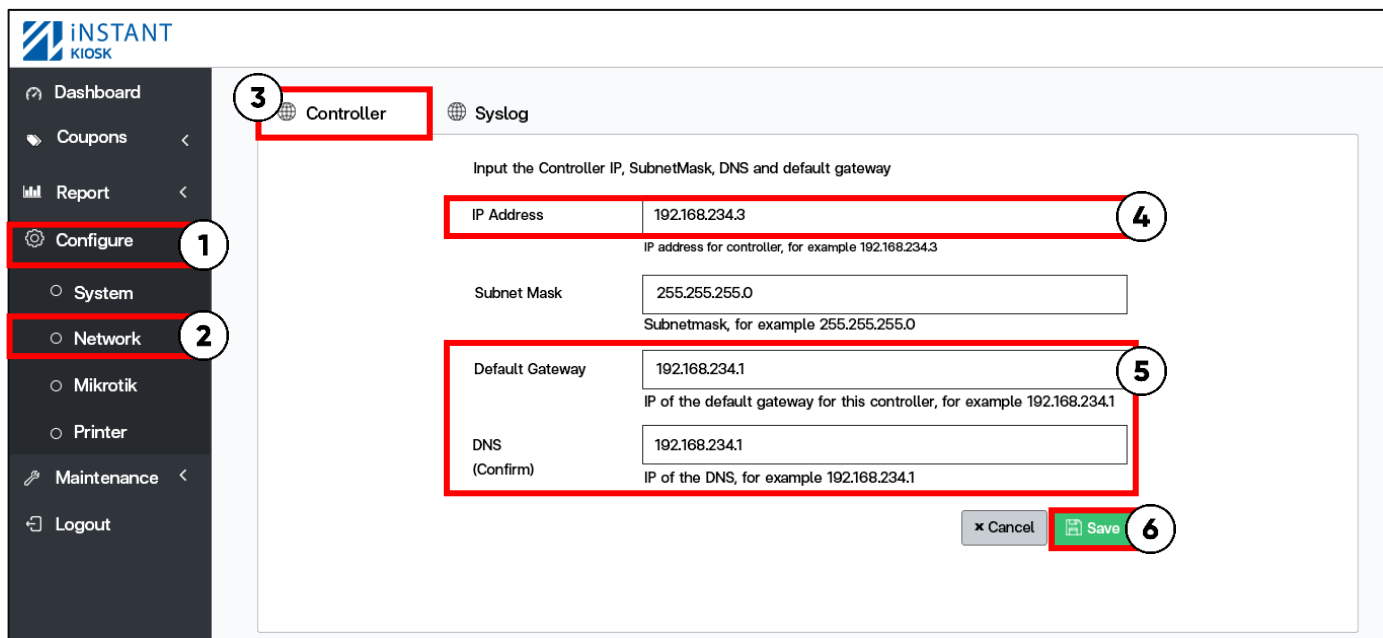 iNSTANT
KIOSK
Dashboard
Coupons
Report
Configure
1
System
Network
2
Mikrotik
Printer
Maintenance
Logout
3
Controller
Syslog
Input the Controller IP, SubnetMask, DNS and default gateway
IP Address
192.168.234.3
4
IP address for controller, for example 192.168.234.3
Subnet Mask
255.255.255.0
Subnetmask, for example 255.255.255.0
Default Gateway
192.168.234.1
5
IP of the default gateway for this controller, for example 192.168.234.1
DNS
(Confirm)
192.168.234.1
IP of the DNS, for example 192.168.234.1
× Cancel
Save
6